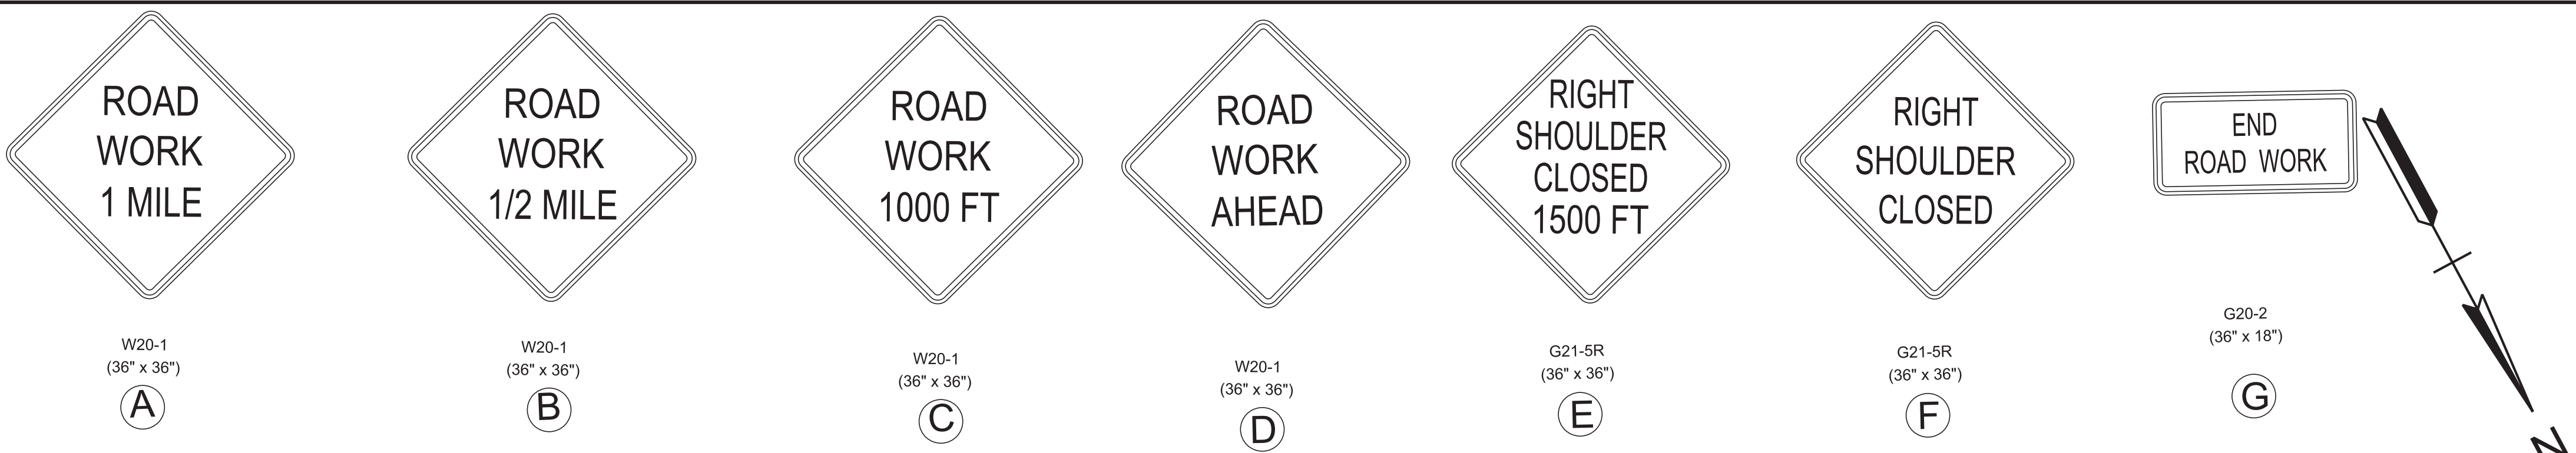 ROAD
WORK
1 MILE
W20-1
(36" x 36")
A
ROAD
WORK
1/2 MILE
W20-1
(36" x 36")
B
ROAD
WORK
1000 FT
W20-1
(36" x 36")
C
ROAD
WORK
AHEAD
W20-1
(36" x 36")
D
RIGHT
SHOULDER
CLOSED
1500 FT
G21-5R
(36" x 36")
E
RIGHT
SHOULDER
CLOSED
G21-5R
(36" x 36")
F
END
ROAD WORK
G20-2
(36" x 18")
G
N